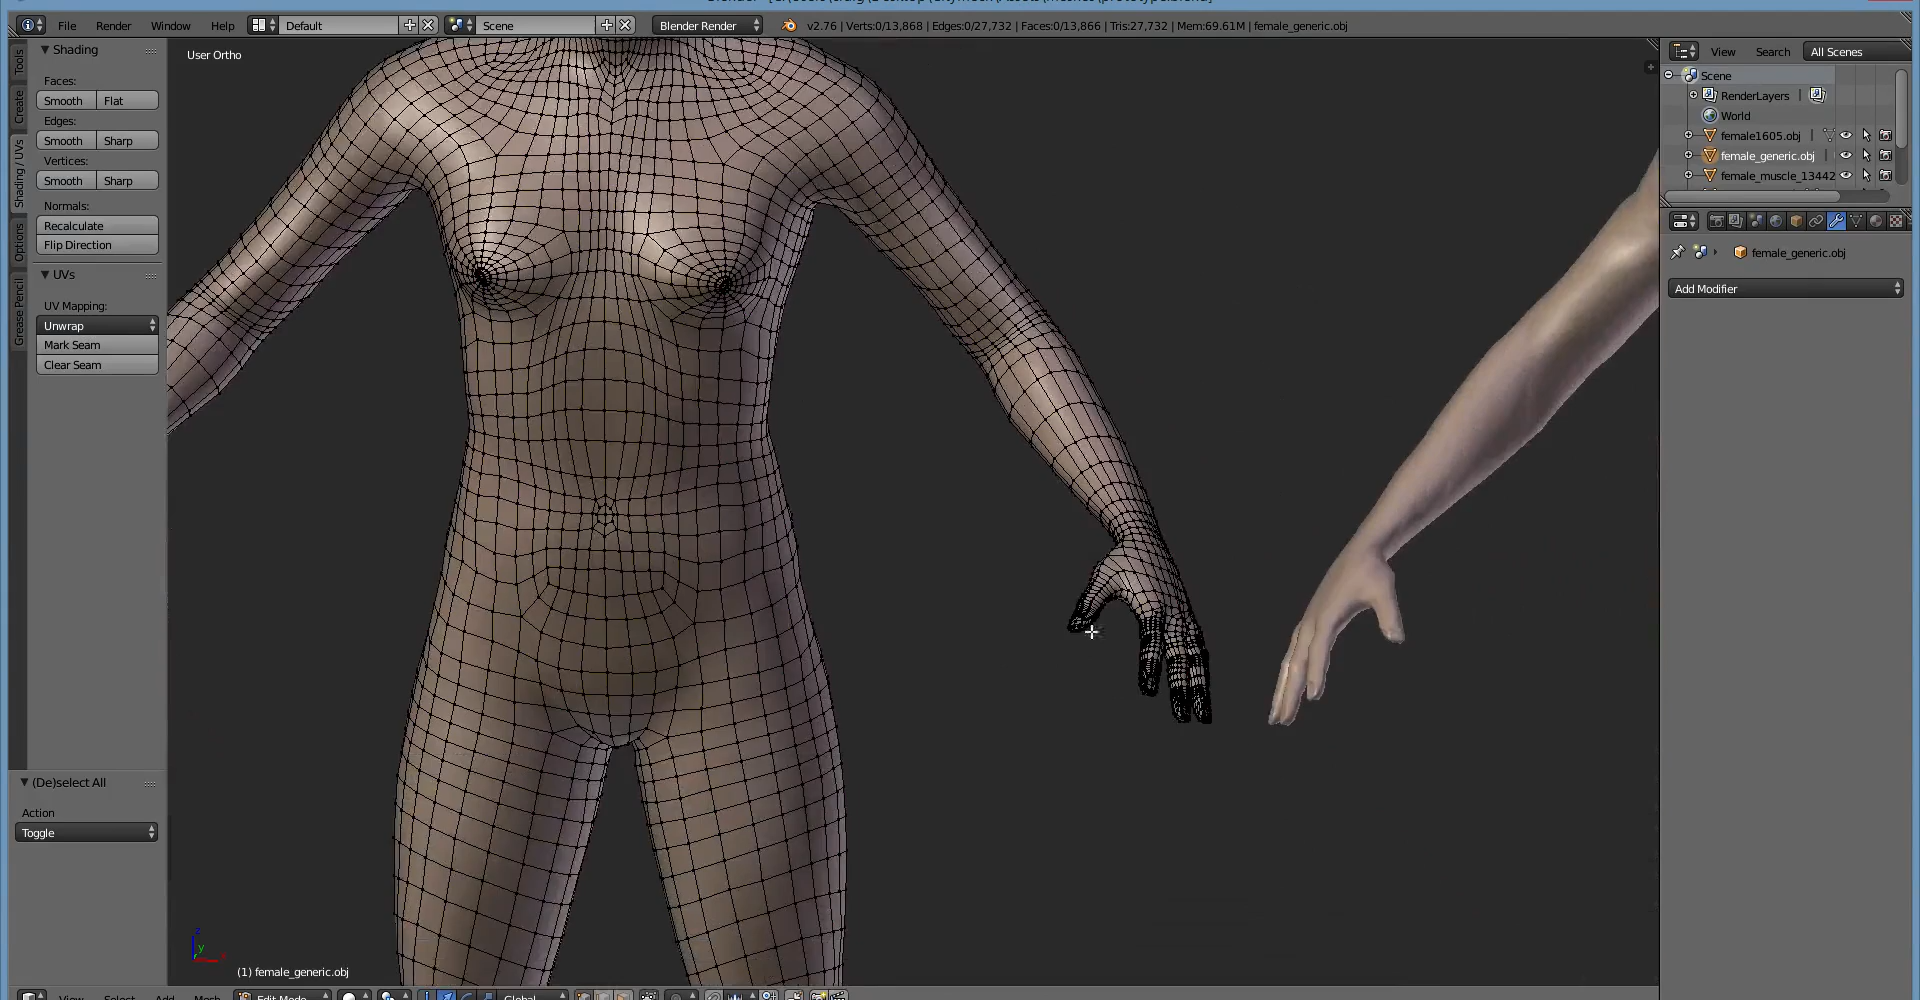 File Render Window Help Default Scene Blender Render v2.76 | Verts:0/13,868 | Edges:0/27,732 | Faces:0/13,866 | Tris:27,732 | Mem:69.61M | female_generic.obj
Shading
Faces:
Smooth Flat
Edges:
Smooth Sharp
Vertices:
Smooth Sharp
Normals:
Recalculate
Flip Direction
UVs
UV Mapping:
Unwrap
Mark Seam
Clear Seam
Tools
Create
Shading / UVs
Options
Grease Pencil
(De)select All
Action
Toggle
User Ortho
z
y
(1) female_generic.obj
View Select Add Mesh Edit Mode Global
View Search All Scenes
Scene
RenderLayers
World
female1605.obj
female_generic.obj
female_muscle_13442
female_generic.obj
Add Modifier